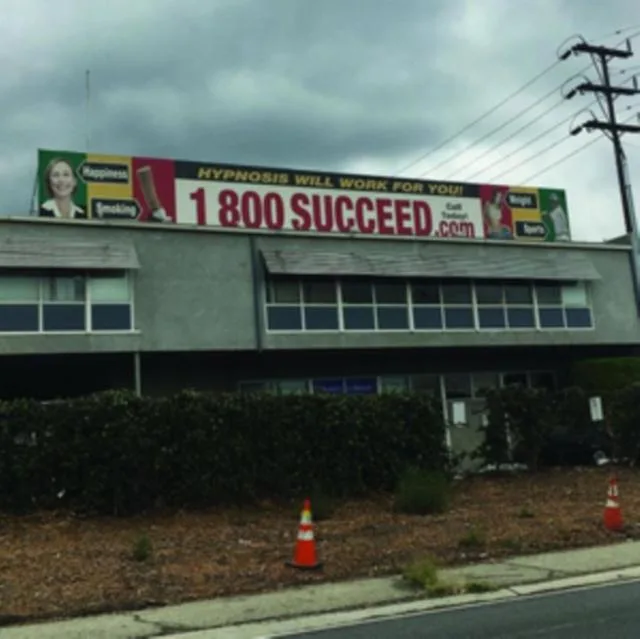 Happiness
Smoking
HYPNOSIS WILL WORK FOR YOU!
1 800 SUCCEED.com
Call
Today!
Weight
Sports